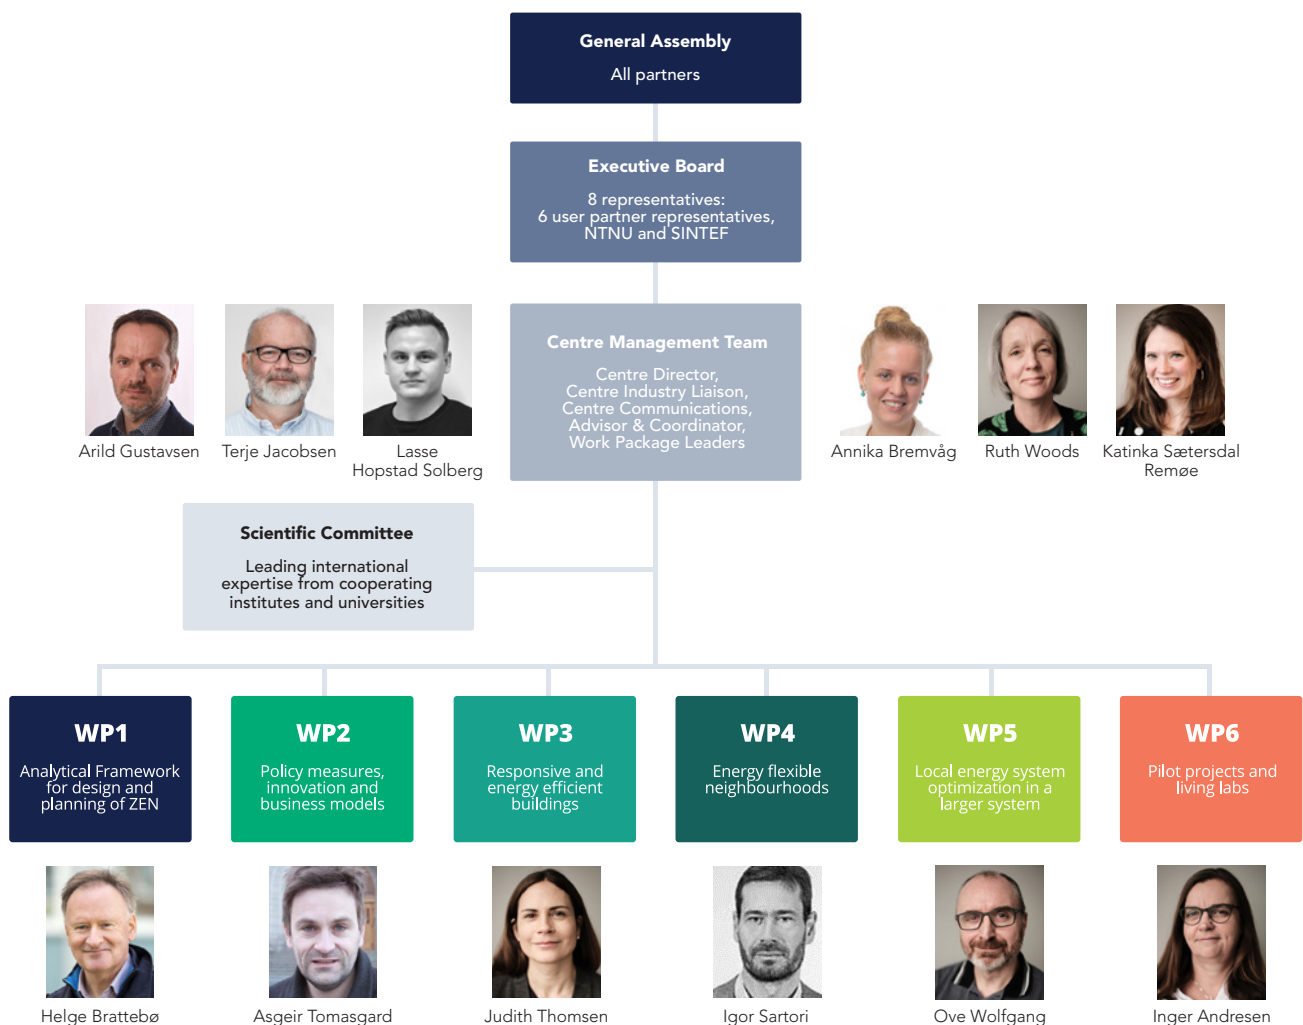 General Assembly
All partners
Executive Board
8 representatives:
6 user partner representatives,
NTNU and SINTEF
Centre Management Team
Centre Director,
Centre Industry Liaison,
Centre Communications,
Advisor & Coordinator,
Work Package Leaders
Arild Gustavsen
Terje Jacobsen
Lasse
Hopstad Solberg
Annika Bremvåg
Ruth Woods
Katinka Sætersdal
Remøe
Scientific Committee
Leading international
expertise from cooperating
institutes and universities
WP1
Analytical Framework
for design and
planning of ZEN
WP2
Policy measures,
innovation and
business models
WP3
Responsive and
energy efficient
buildings
WP4
Energy flexible
neighbourhoods
WP5
Local energy system
optimization in a
larger system
WP6
Pilot projects and
living labs
Helge Brattebø
Asgeir Tomasgard
Judith Thomsen
Igor Sartori
Ove Wolfgang
Inger Andresen